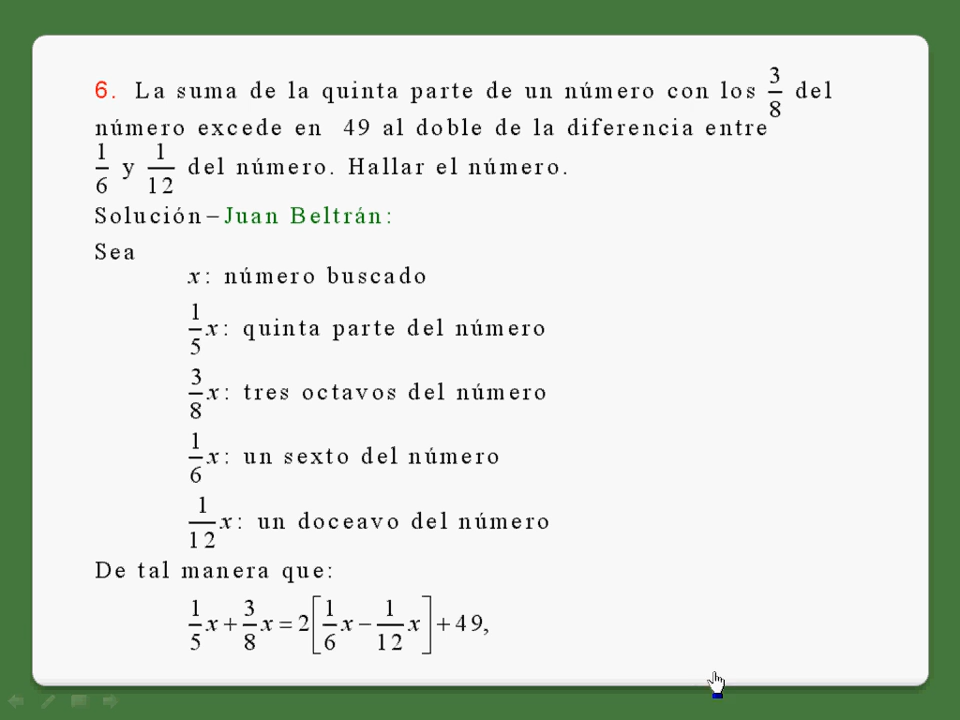 6. La suma de la quinta parte de un número con los 3/8 del
número excede en 49 al doble de la diferencia entre
1/6 y 1/12 del número. Hallar el número.
Solución–Juan Beltrán:
Sea
x: número buscado
1/5 x: quinta parte del número
3/8 x: tres octavos del número
1/6 x: un sexto del número
1/12 x: un doceavo del número
De tal manera que:
1/5 x + 3/8 x = 2[1/6 x − 1/12 x] + 49,